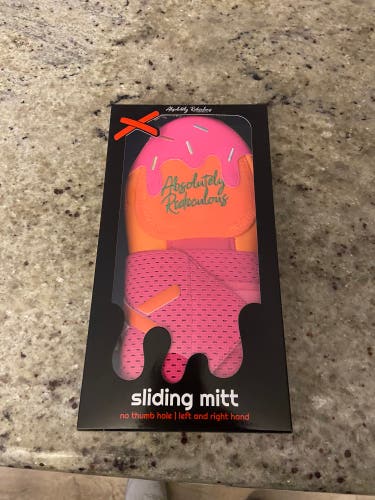 Absolutely Ridiculous
Absolutely
Ridiculous
sliding mitt
no thumb hole | left and right hand